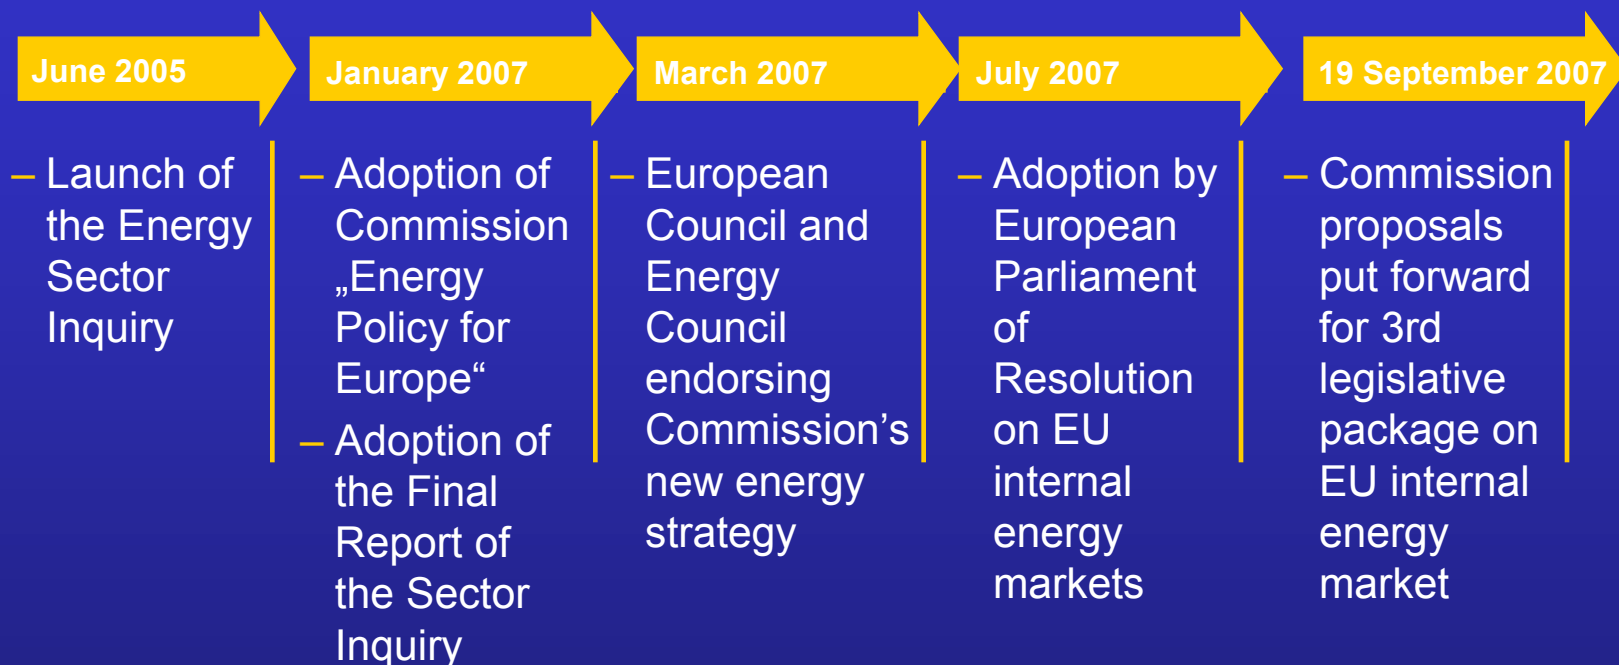 June 2005
– Launch of
the Energy
Sector
Inquiry
January 2007
– Adoption of
Commission
„Energy
Policy for
Europe“
– Adoption of
the Final
Report of
the Sector
Inquiry
March 2007
– European
Council and
Energy
Council
endorsing
Commission’s
new energy
strategy
July 2007
– Adoption by
European
Parliament
of
Resolution
on EU
internal
energy
markets
19 September 2007
– Commission
proposals
put forward
for 3rd
legislative
package on
EU internal
energy
market